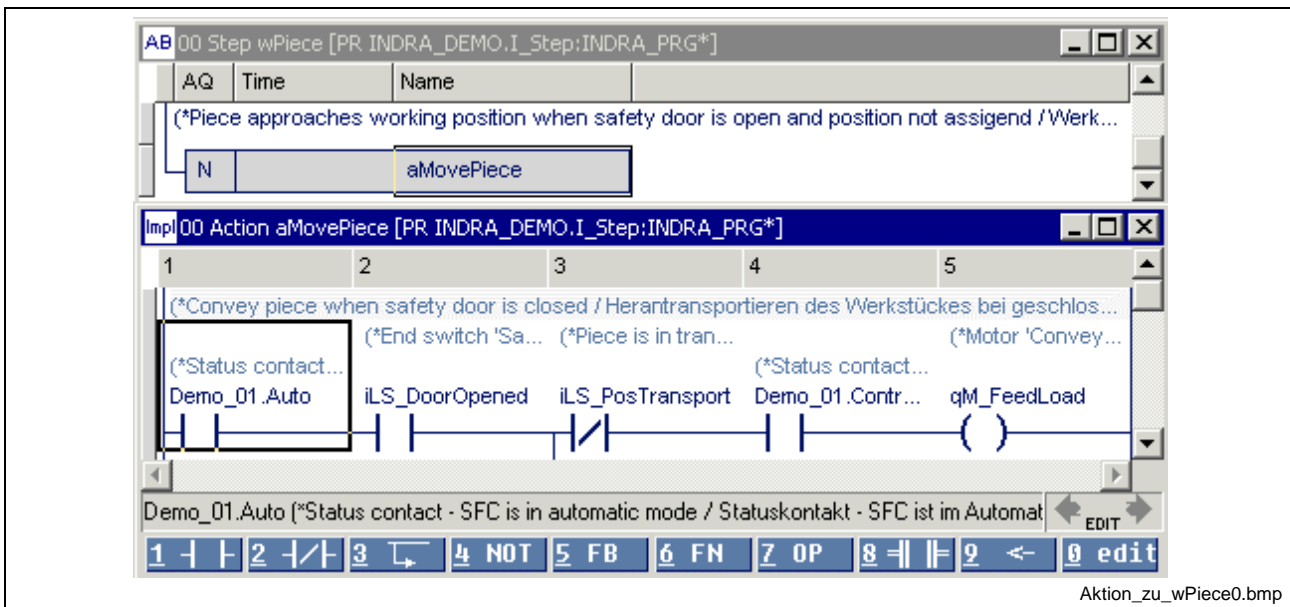 AB 00 Step wPiece [PR INDRA_DEMO.I_Step:INDRA_PRG*]
AQ Time Name
(*Piece approaches working position when safety door is open and position not assigend / Werk...
N aMovePiece
Impl 00 Action aMovePiece [PR INDRA_DEMO.I_Step:INDRA_PRG*]
1 2 3 4 5
(*Convey piece when safety door is closed / Herantransportieren des Werkstückes bei geschlos...
(*End switch 'Sa... (*Piece is in tran... (*Motor 'Convey...
(*Status contact... (*Status contact...
Demo_01.Auto iLS_DoorOpened iLS_PosTransport Demo_01.Contr... qM_FeedLoad
Demo_01.Auto (*Status contact - SFC is in automatic mode / Statuskontakt - SFC ist im Automat EDIT
1 2 3 4 NOT 5 FB 6 FN 7 OP 8 9 <- 0 edit
Aktion_zu_wPiece0.bmp